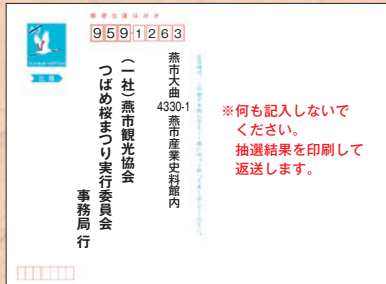 郵便往復はがき
9591263
往信
燕市大曲
4330-1
燕市産業史料館内
（一社）燕市観光協会
つばめ桜まつり実行委員会
事務局 行
※何も記入しないで
ください。
抽選結果を印刷して
返送します。